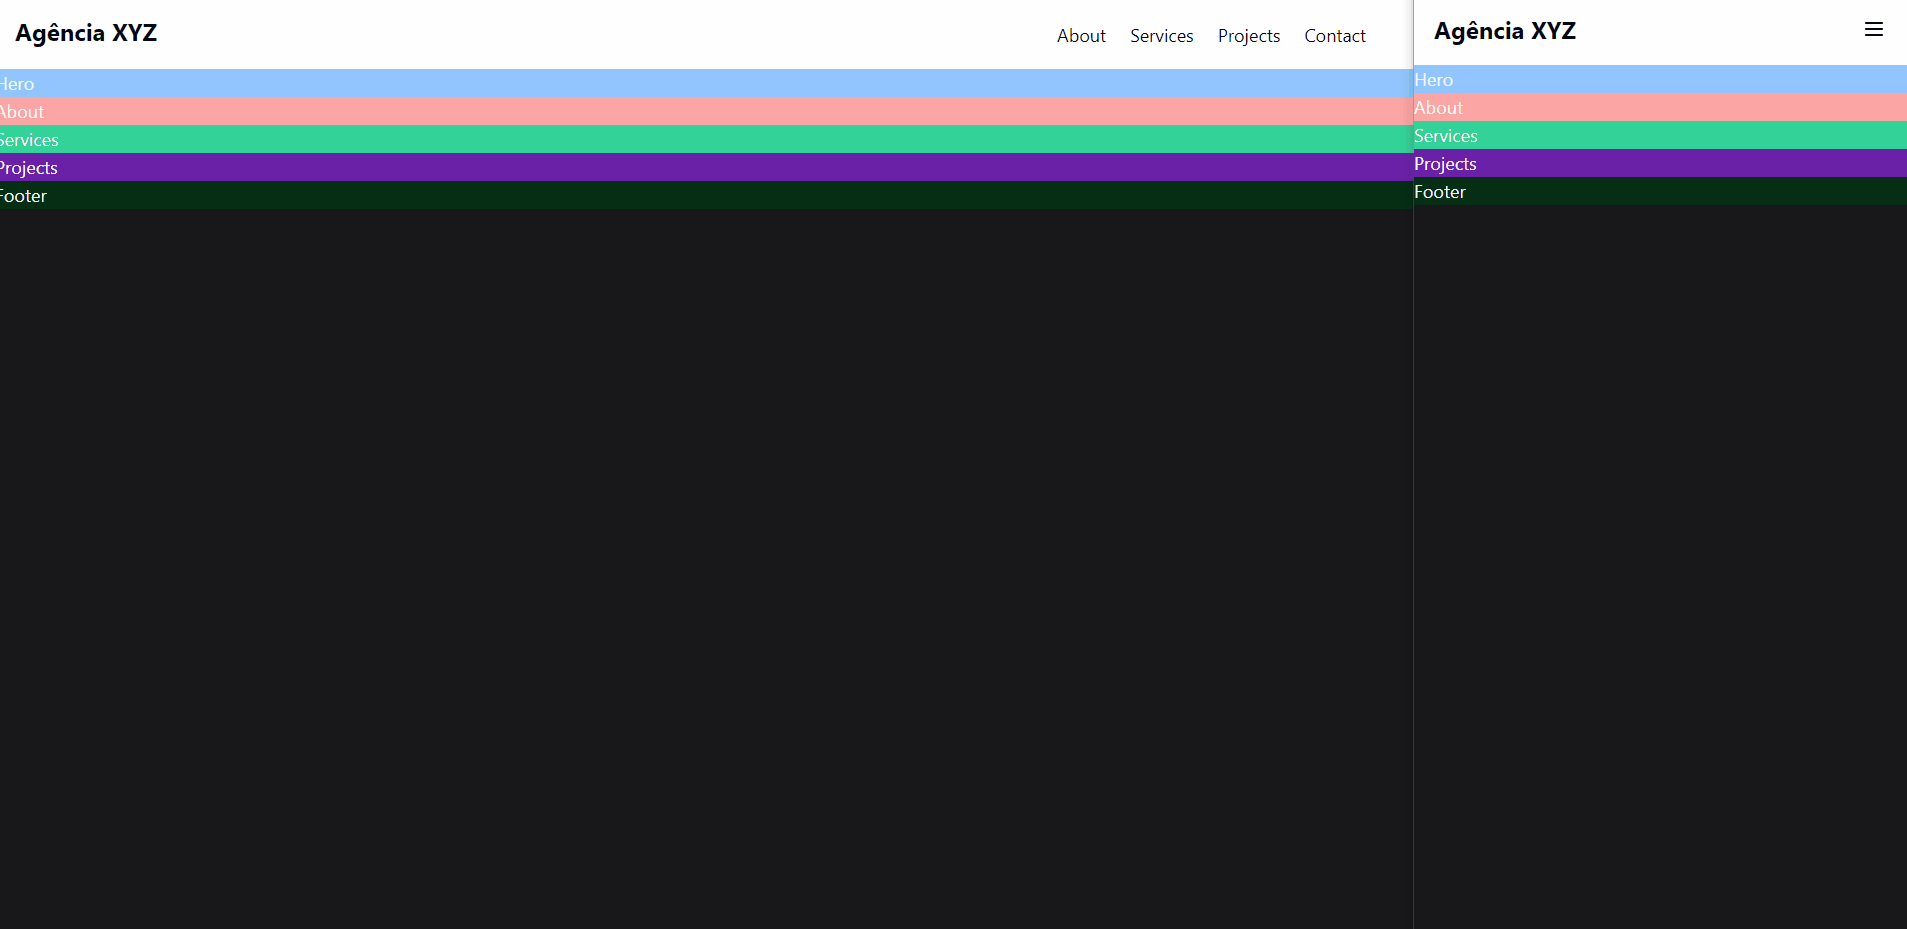 Agência XYZ
About Services Projects Contact
Hero
About
Services
Projects
Footer
Agência XYZ
Hero
About
Services
Projects
Footer